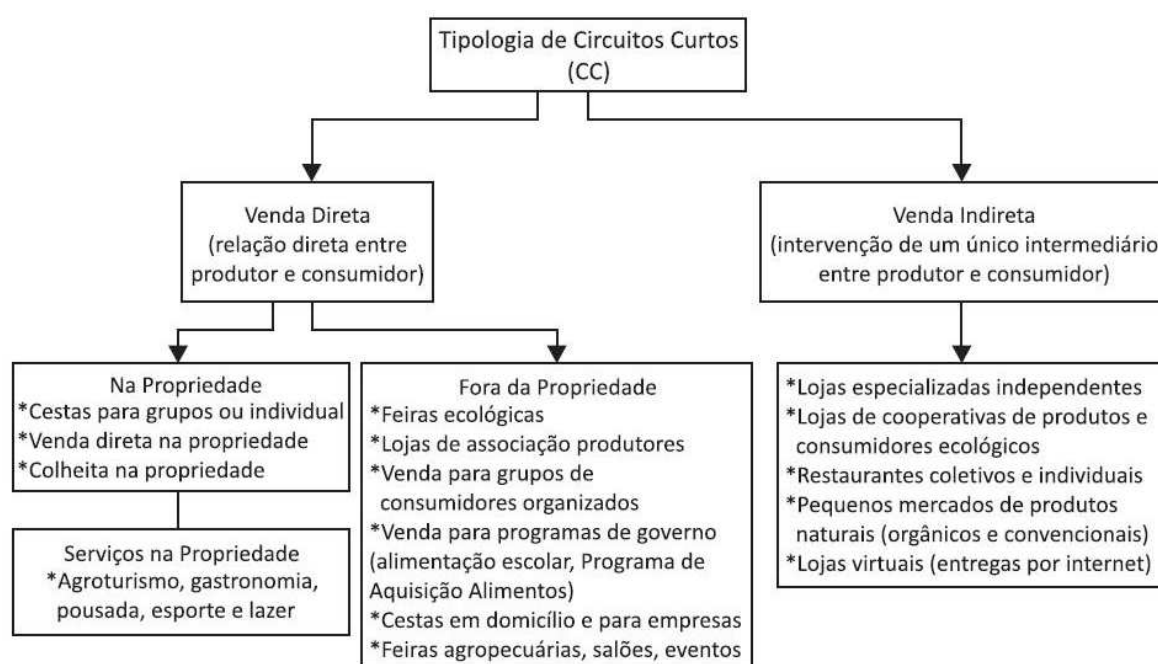 Tipologia de Circuitos Curtos
(CC)
Venda Direta
(relação direta entre
produtor e consumidor)
Venda Indireta
(intervenção de um único intermediário
entre produtor e consumidor)
Na Propriedade
*Cestas para grupos ou individual
*Venda direta na propriedade
*Colheita na propriedade
Serviços na Propriedade
*Agroturismo, gastronomia,
pousada, esporte e lazer
Fora da Propriedade
*Feiras ecológicas
*Lojas de associação produtores
*Venda para grupos de
consumidores organizados
*Venda para programas de governo
(alimentação escolar, Programa de
Aquisição Alimentos)
*Cestas em domicílio e para empresas
*Feiras agropecuárias, salões, eventos
*Lojas especializadas independentes
*Lojas de cooperativas de produtos e
consumidores ecológicos
*Restaurantes coletivos e individuais
*Pequenos mercados de produtos
naturais (orgânicos e convencionais)
*Lojas virtuais (entregas por internet)